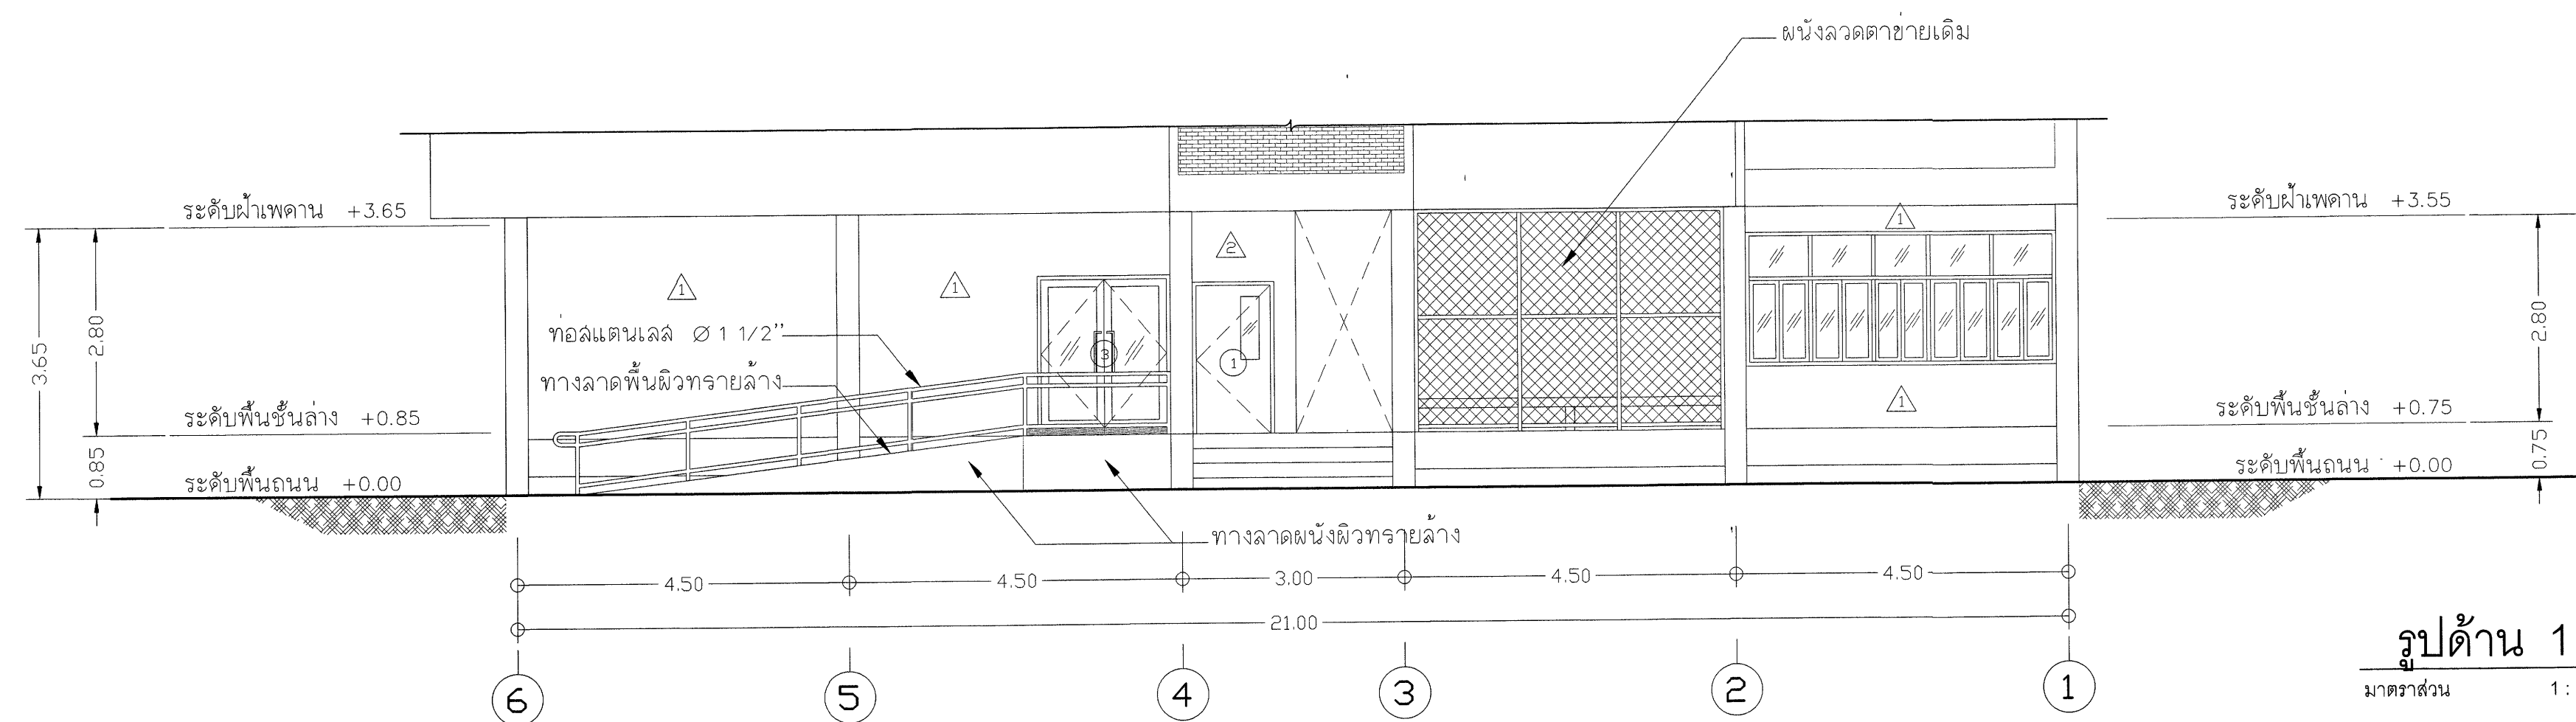 ผนังลวดตาข่ายเดิม
ระดับฝ้าเพดาน +3.65
ระดับฝ้าเพดาน +3.55
1
2
1
1
ท่อสแตนเลส Ø 1 1/2"
3
1
3.65
2.80
2.80
ทางลาดพื้นผิวทรายล้าง
1
ระดับพื้นชั้นล่าง +0.85
ระดับพื้นชั้นล่าง +0.75
0.85
0.75
ระดับพื้นถนน +0.00
ระดับพื้นถนน +0.00
ทางลาดผนังผิวทรายล้าง
4.50
4.50
3.00
4.50
4.50
21.00
รูปด้าน 1
มาตราส่วน 1:
6
5
4
3
2
1